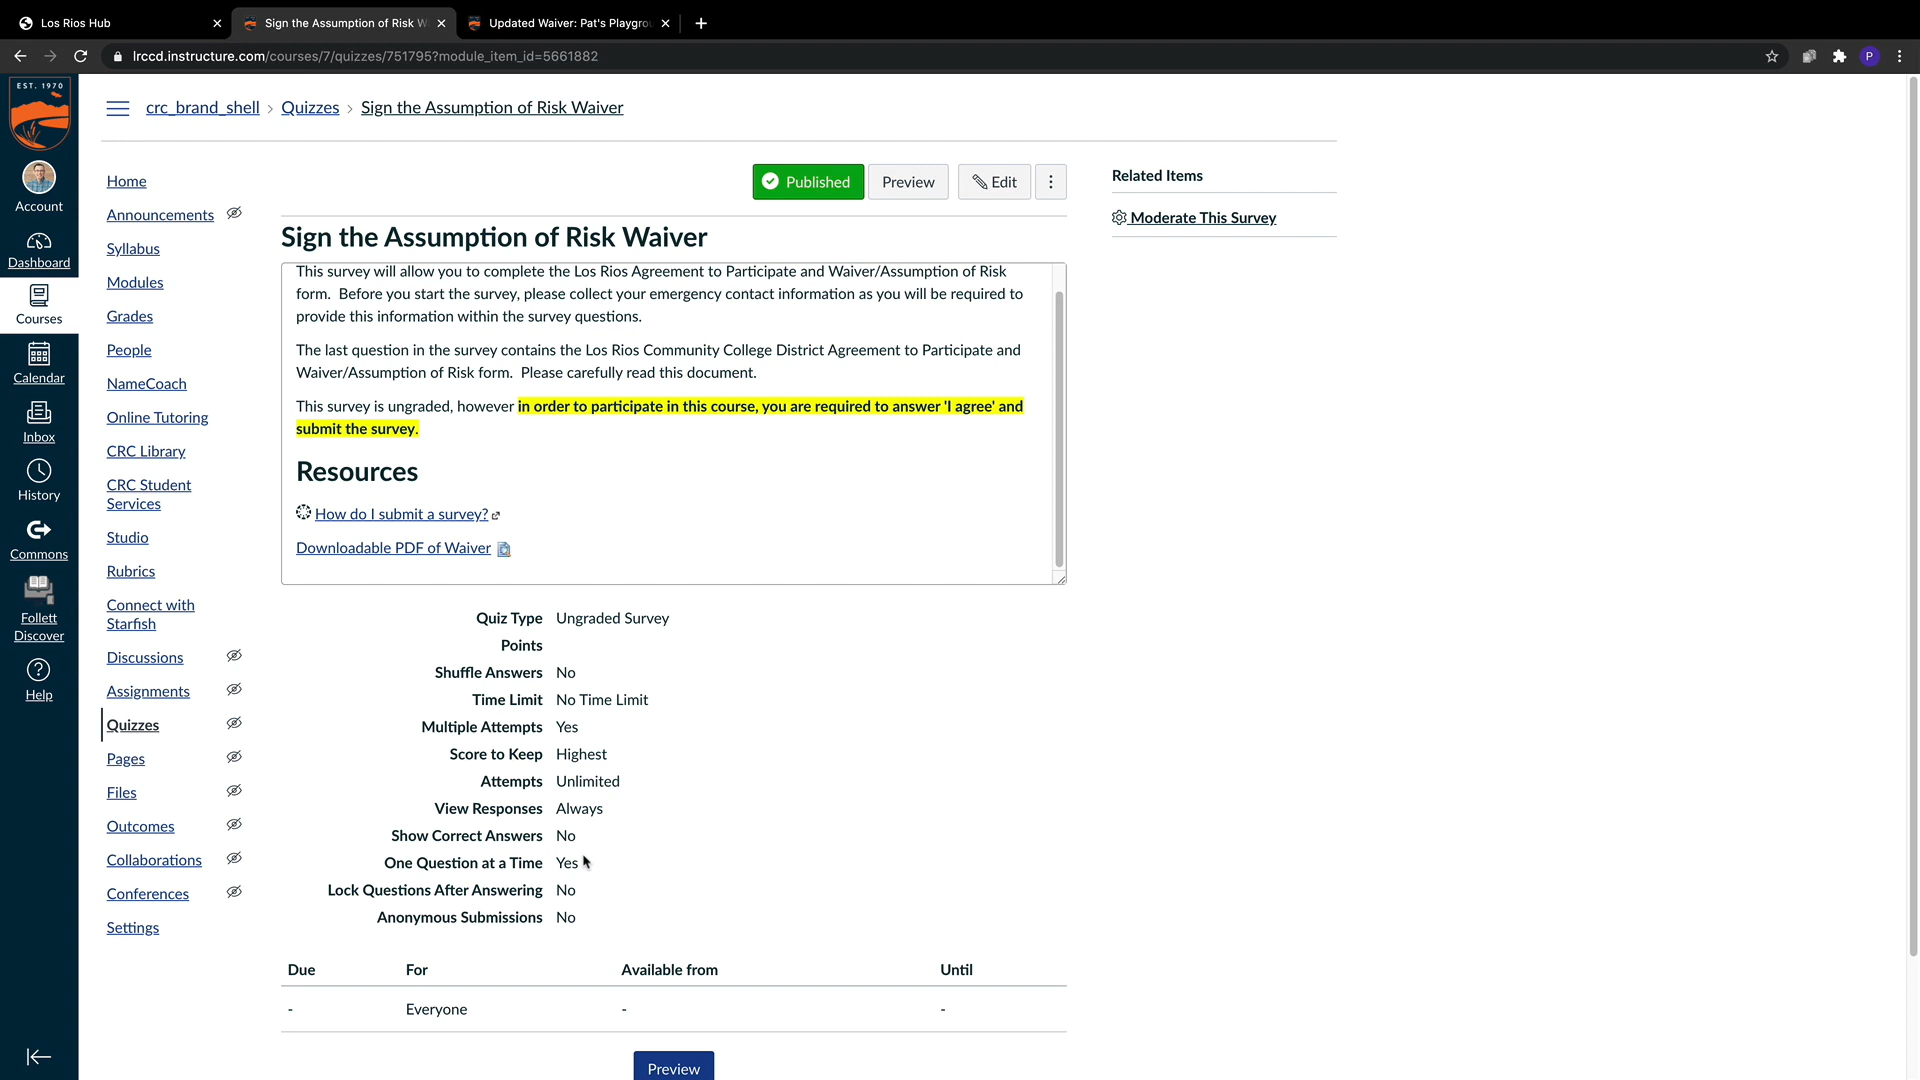 Los Rios Hub
Sign the Assumption of Risk W
Updated Waiver: Pat's Playgro
lrccd.instructure.com/courses/7/quizzes/751795?module_item_id=5661882
P
EST. 1970
Account
Dashboard
Courses
Calendar
Inbox
History
Commons
Follett
Discover
Help
crc_brand_shell > Quizzes > Sign the Assumption of Risk Waiver
Home
Announcements
Syllabus
Modules
Grades
People
NameCoach
Online Tutoring
CRC Library
CRC Student
Services
Studio
Rubrics
Connect with
Starfish
Discussions
Assignments
Quizzes
Pages
Files
Outcomes
Collaborations
Conferences
Settings
Published
Preview
Edit
Sign the Assumption of Risk Waiver
This survey will allow you to complete the Los Rios Agreement to Participate and Waiver/Assumption of Risk
form. Before you start the survey, please collect your emergency contact information as you will be required to
provide this information within the survey questions.
The last question in the survey contains the Los Rios Community College District Agreement to Participate and
Waiver/Assumption of Risk form. Please carefully read this document.
This survey is ungraded, however in order to participate in this course, you are required to answer 'I agree' and
submit the survey.
Resources
How do I submit a survey?
Downloadable PDF of Waiver
Quiz Type Ungraded Survey
Points
Shuffle Answers No
Time Limit No Time Limit
Multiple Attempts Yes
Score to Keep Highest
Attempts Unlimited
View Responses Always
Show Correct Answers No
One Question at a Time Yes
Lock Questions After Answering No
Anonymous Submissions No
Due For Available from Until
- Everyone - -
Preview
Related Items
Moderate This Survey